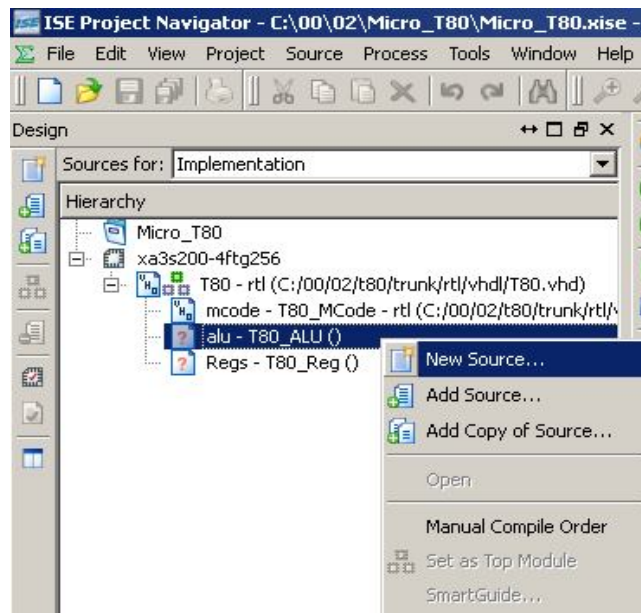 ISE Project Navigator - C:\00\02\Micro_T80\Micro_T80.xise -
File Edit View Project Source Process Tools Window Help
Design
Sources for: Implementation
Hierarchy
Micro_T80
xa3s200-4ftg256
T80 - rtl (C:/00/02/t80/trunk/rtl/vhdl/T80.vhd)
mcode - T80_MCode - rtl (C:/00/02/t80/trunk/rtl/
alu - T80_ALU ()
Regs - T80_Reg ()
New Source...
Add Source...
Add Copy of Source...
Open
Manual Compile Order
Set as Top Module
SmartGuide...